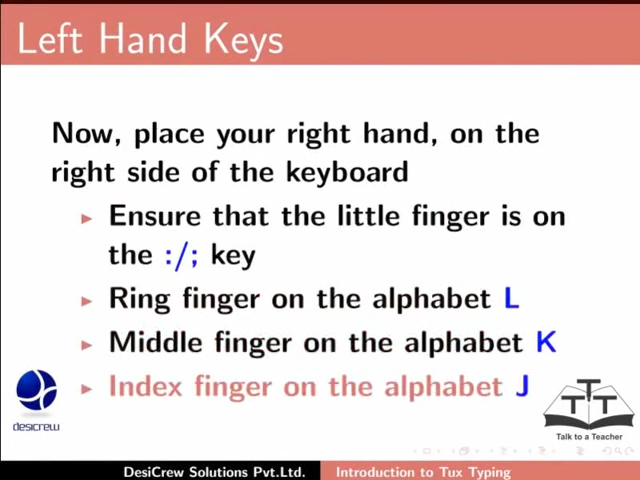 Left Hand Keys
Now, place your right hand, on the
right side of the keyboard
Ensure that the little finger is on
the :/; key
Ring finger on the alphabet L
Middle finger on the alphabet K
Index finger on the alphabet J
desicrew
TTT
Talk to a Teacher
DesiCrew Solutions Pvt.Ltd. Introduction to Tux Typing